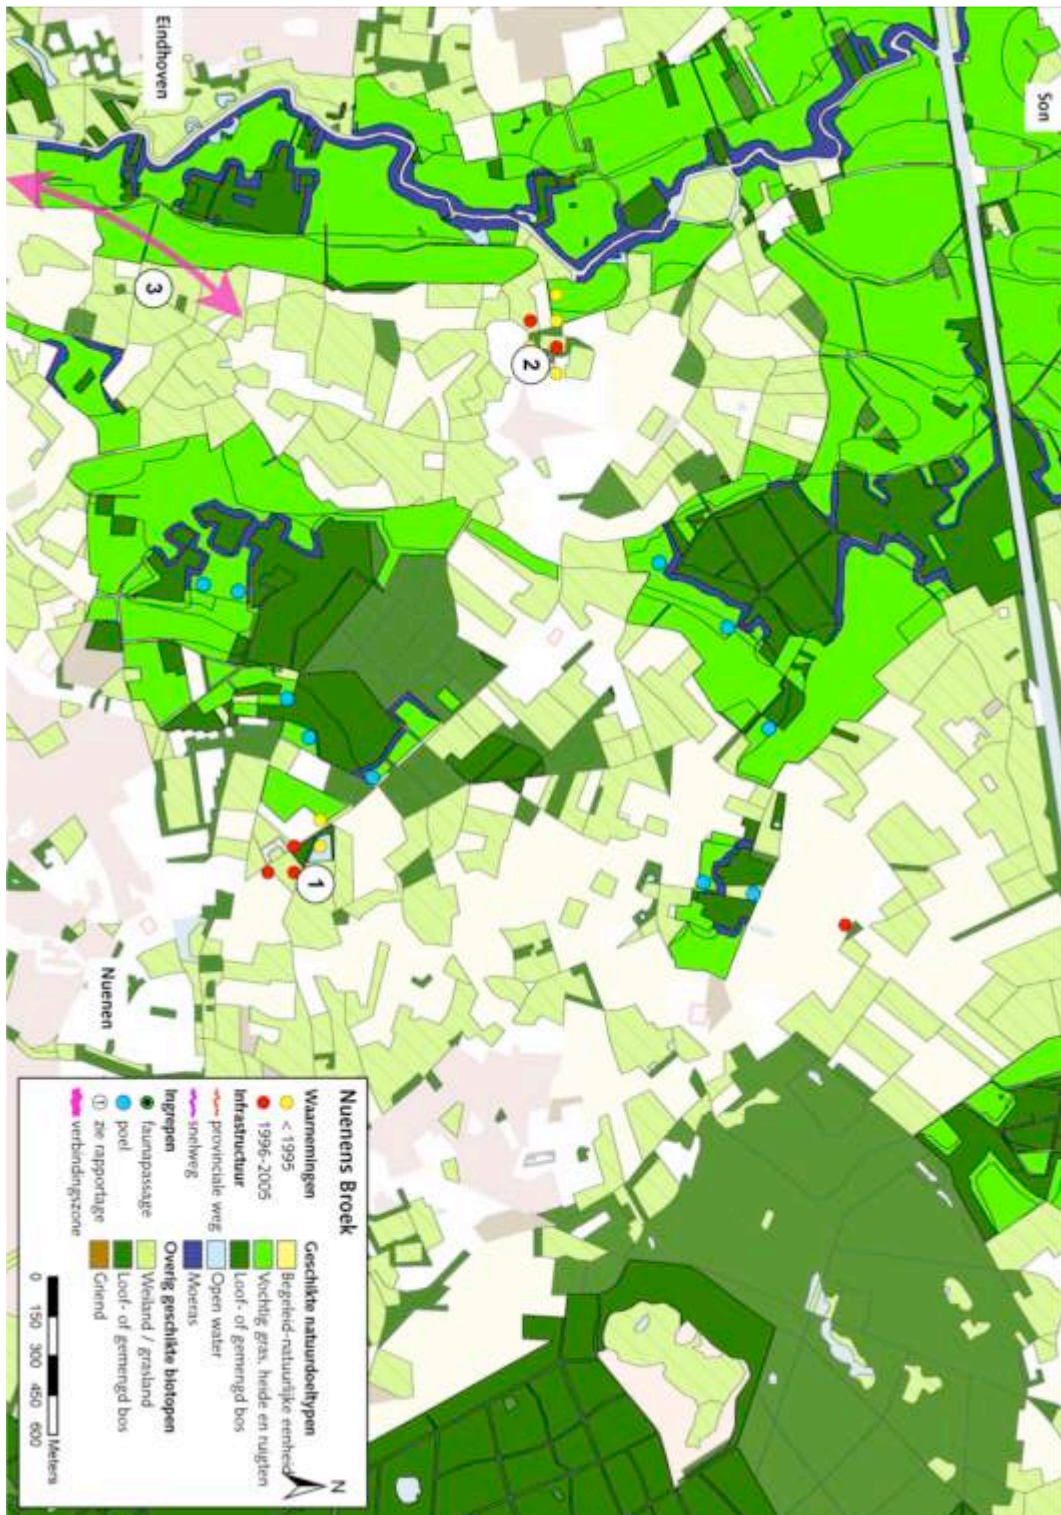 Son
Eindhoven
3
2
1
Nuenen
Nuenens Broek
N
Waarnemingen
< 1995
1996-2005
Infrastructuur
provinciale weg
snelweg
Ingrepen
faunapassage
poel
1 zie rapportage
verbindingszone
Geschikte natuurdoeltypen
Begeleid-natuurlijke eenheid
Vochtig gras, heide en ruigten
Loof- of gemengd bos
Open water
Moeras
Overig geschikte biotopen
Weiland / grasland
Loof- of gemengd bos
Griend
0 150 300 450 600
Meters